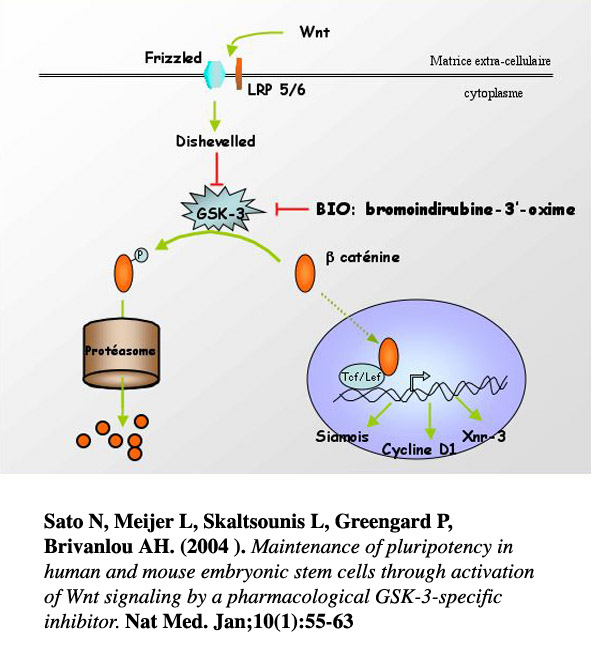 Wnt
Frizzled
Matrice extra-cellulaire
LRP 5/6
cytoplasme
Dishevelled
GSK-3
BIO: bromoindirubine-3'-oxime
P
β caténine
Protéasome
Tcf/Lef
Siamois
Cycline D1
Xnr-3
Sato N, Meijer L, Skaltsounis L, Greengard P,
Brivanlou AH. (2004 ). Maintenance of pluripotency in
human and mouse embryonic stem cells through activation
of Wnt signaling by a pharmacological GSK-3-specific
inhibitor. Nat Med. Jan;10(1):55-63